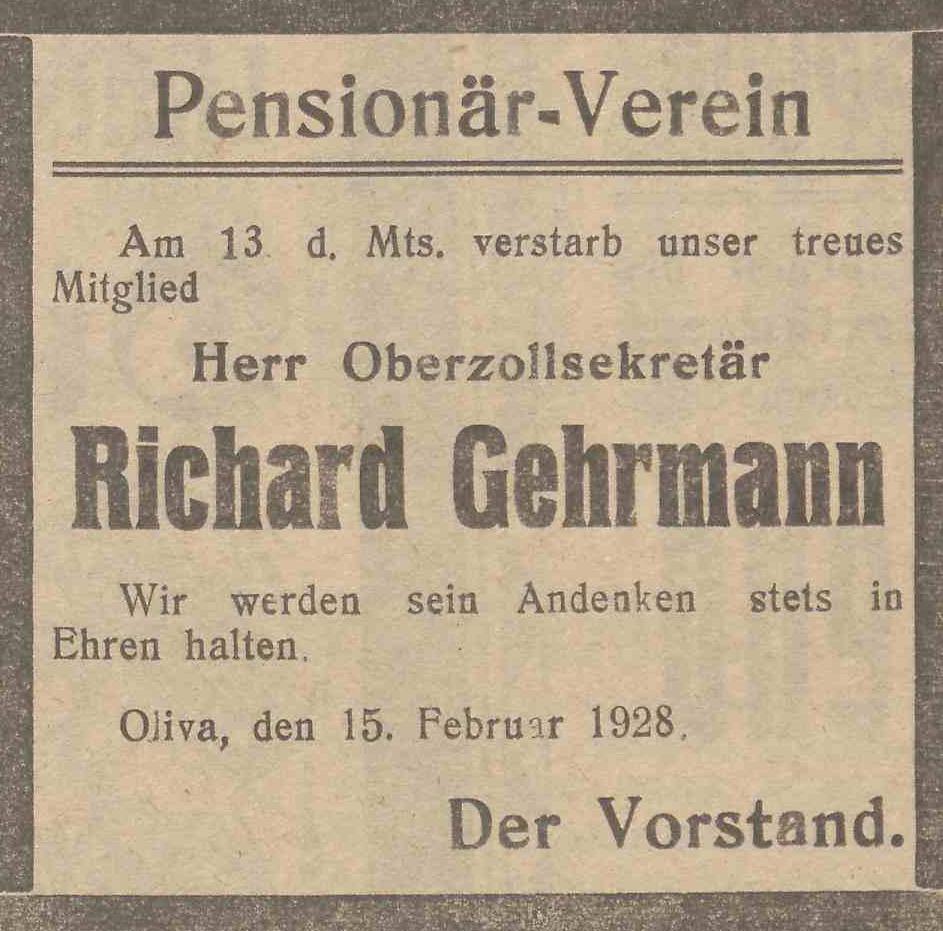 Pensionär-Verein
Am 13. d. Mts. verstarb unser treues
Mitglied
Herr Oberzollsekretär
Richard Gehrmann
Wir werden sein Andenken stets in
Ehren halten.
Oliva, den 15. Februar 1928.
Der Vorstand.